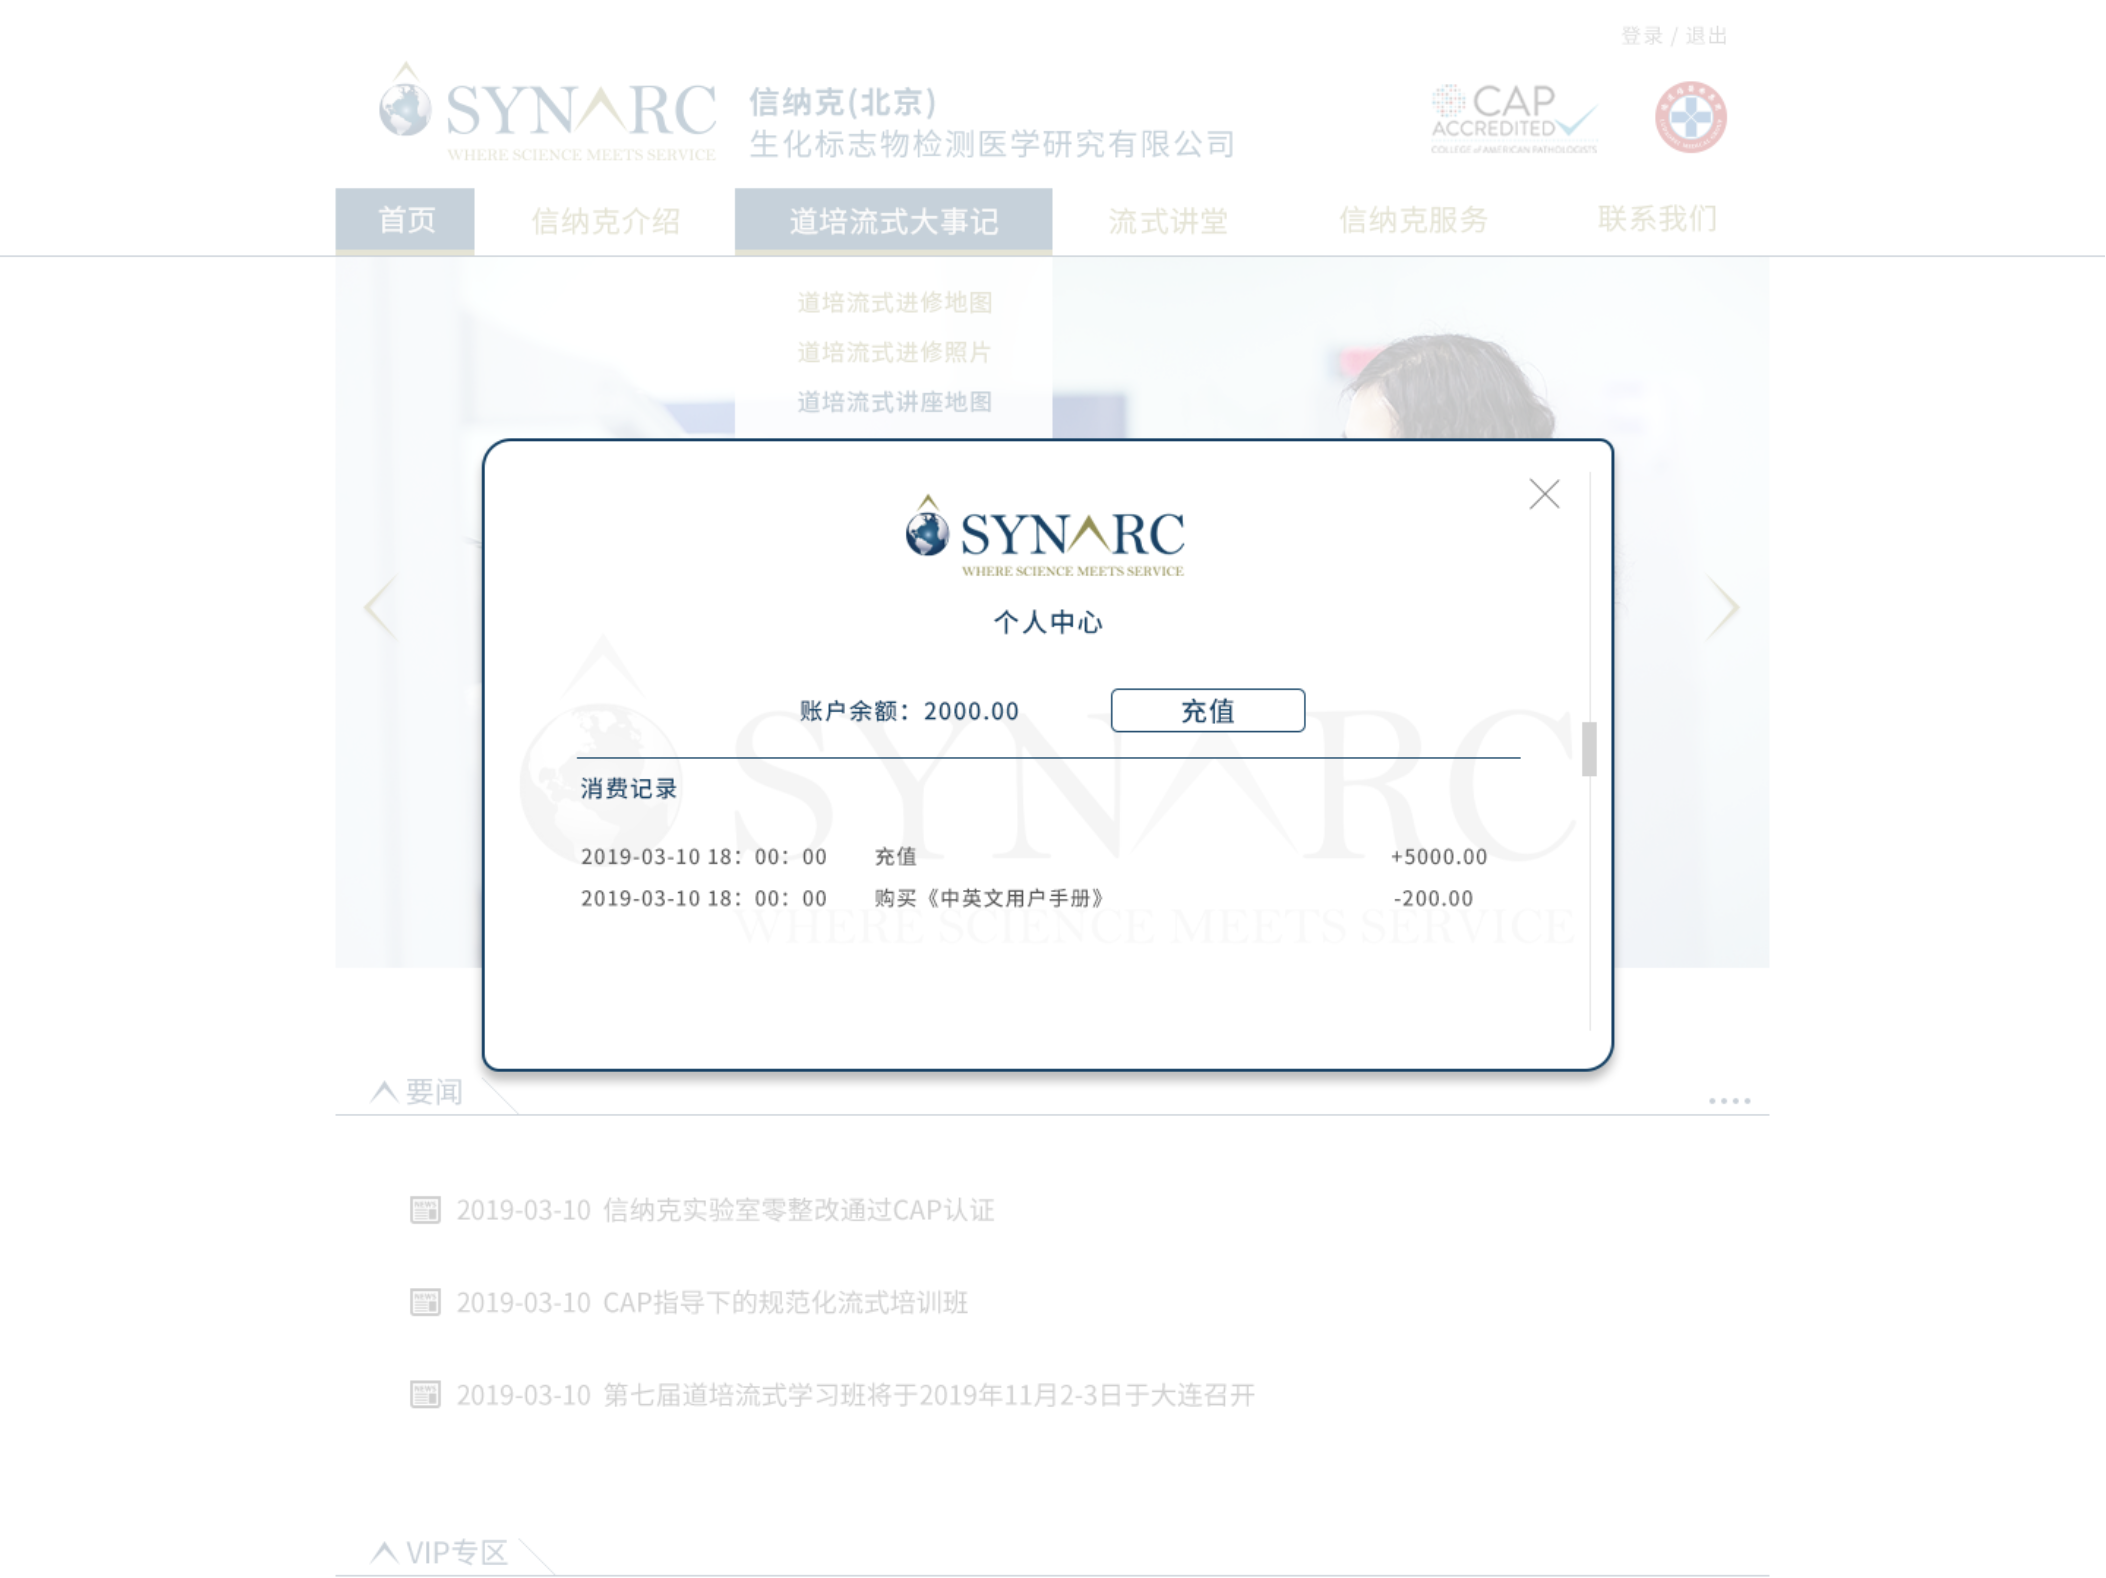 登录 / 退出
SYNARC
WHERE SCIENCE MEETS SERVICE
信纳克(北京)
生化标志物检测医学研究有限公司
CAP
ACCREDITED
COLLEGE of AMERICAN PATHOLOGISTS
首页
信纳克介绍
道培流式大事记
流式讲堂
信纳克服务
联系我们
道培流式进修地图
道培流式进修照片
道培流式讲座地图
SYNARC
WHERE SCIENCE MEETS SERVICE
个人中心
账户余额：2000.00
充值
消费记录
2019-03-10 18：00：00 充值 +5000.00
2019-03-10 18：00：00 购买《中英文用户手册》 -200.00
SYNARC
WHERE SCIENCE MEETS SERVICE
要闻
NEWS 2019-03-10 信纳克实验室零整改通过CAP认证
NEWS 2019-03-10 CAP指导下的规范化流式培训班
NEWS 2019-03-10 第七届道培流式学习班将于2019年11月2-3日于大连召开
VIP专区